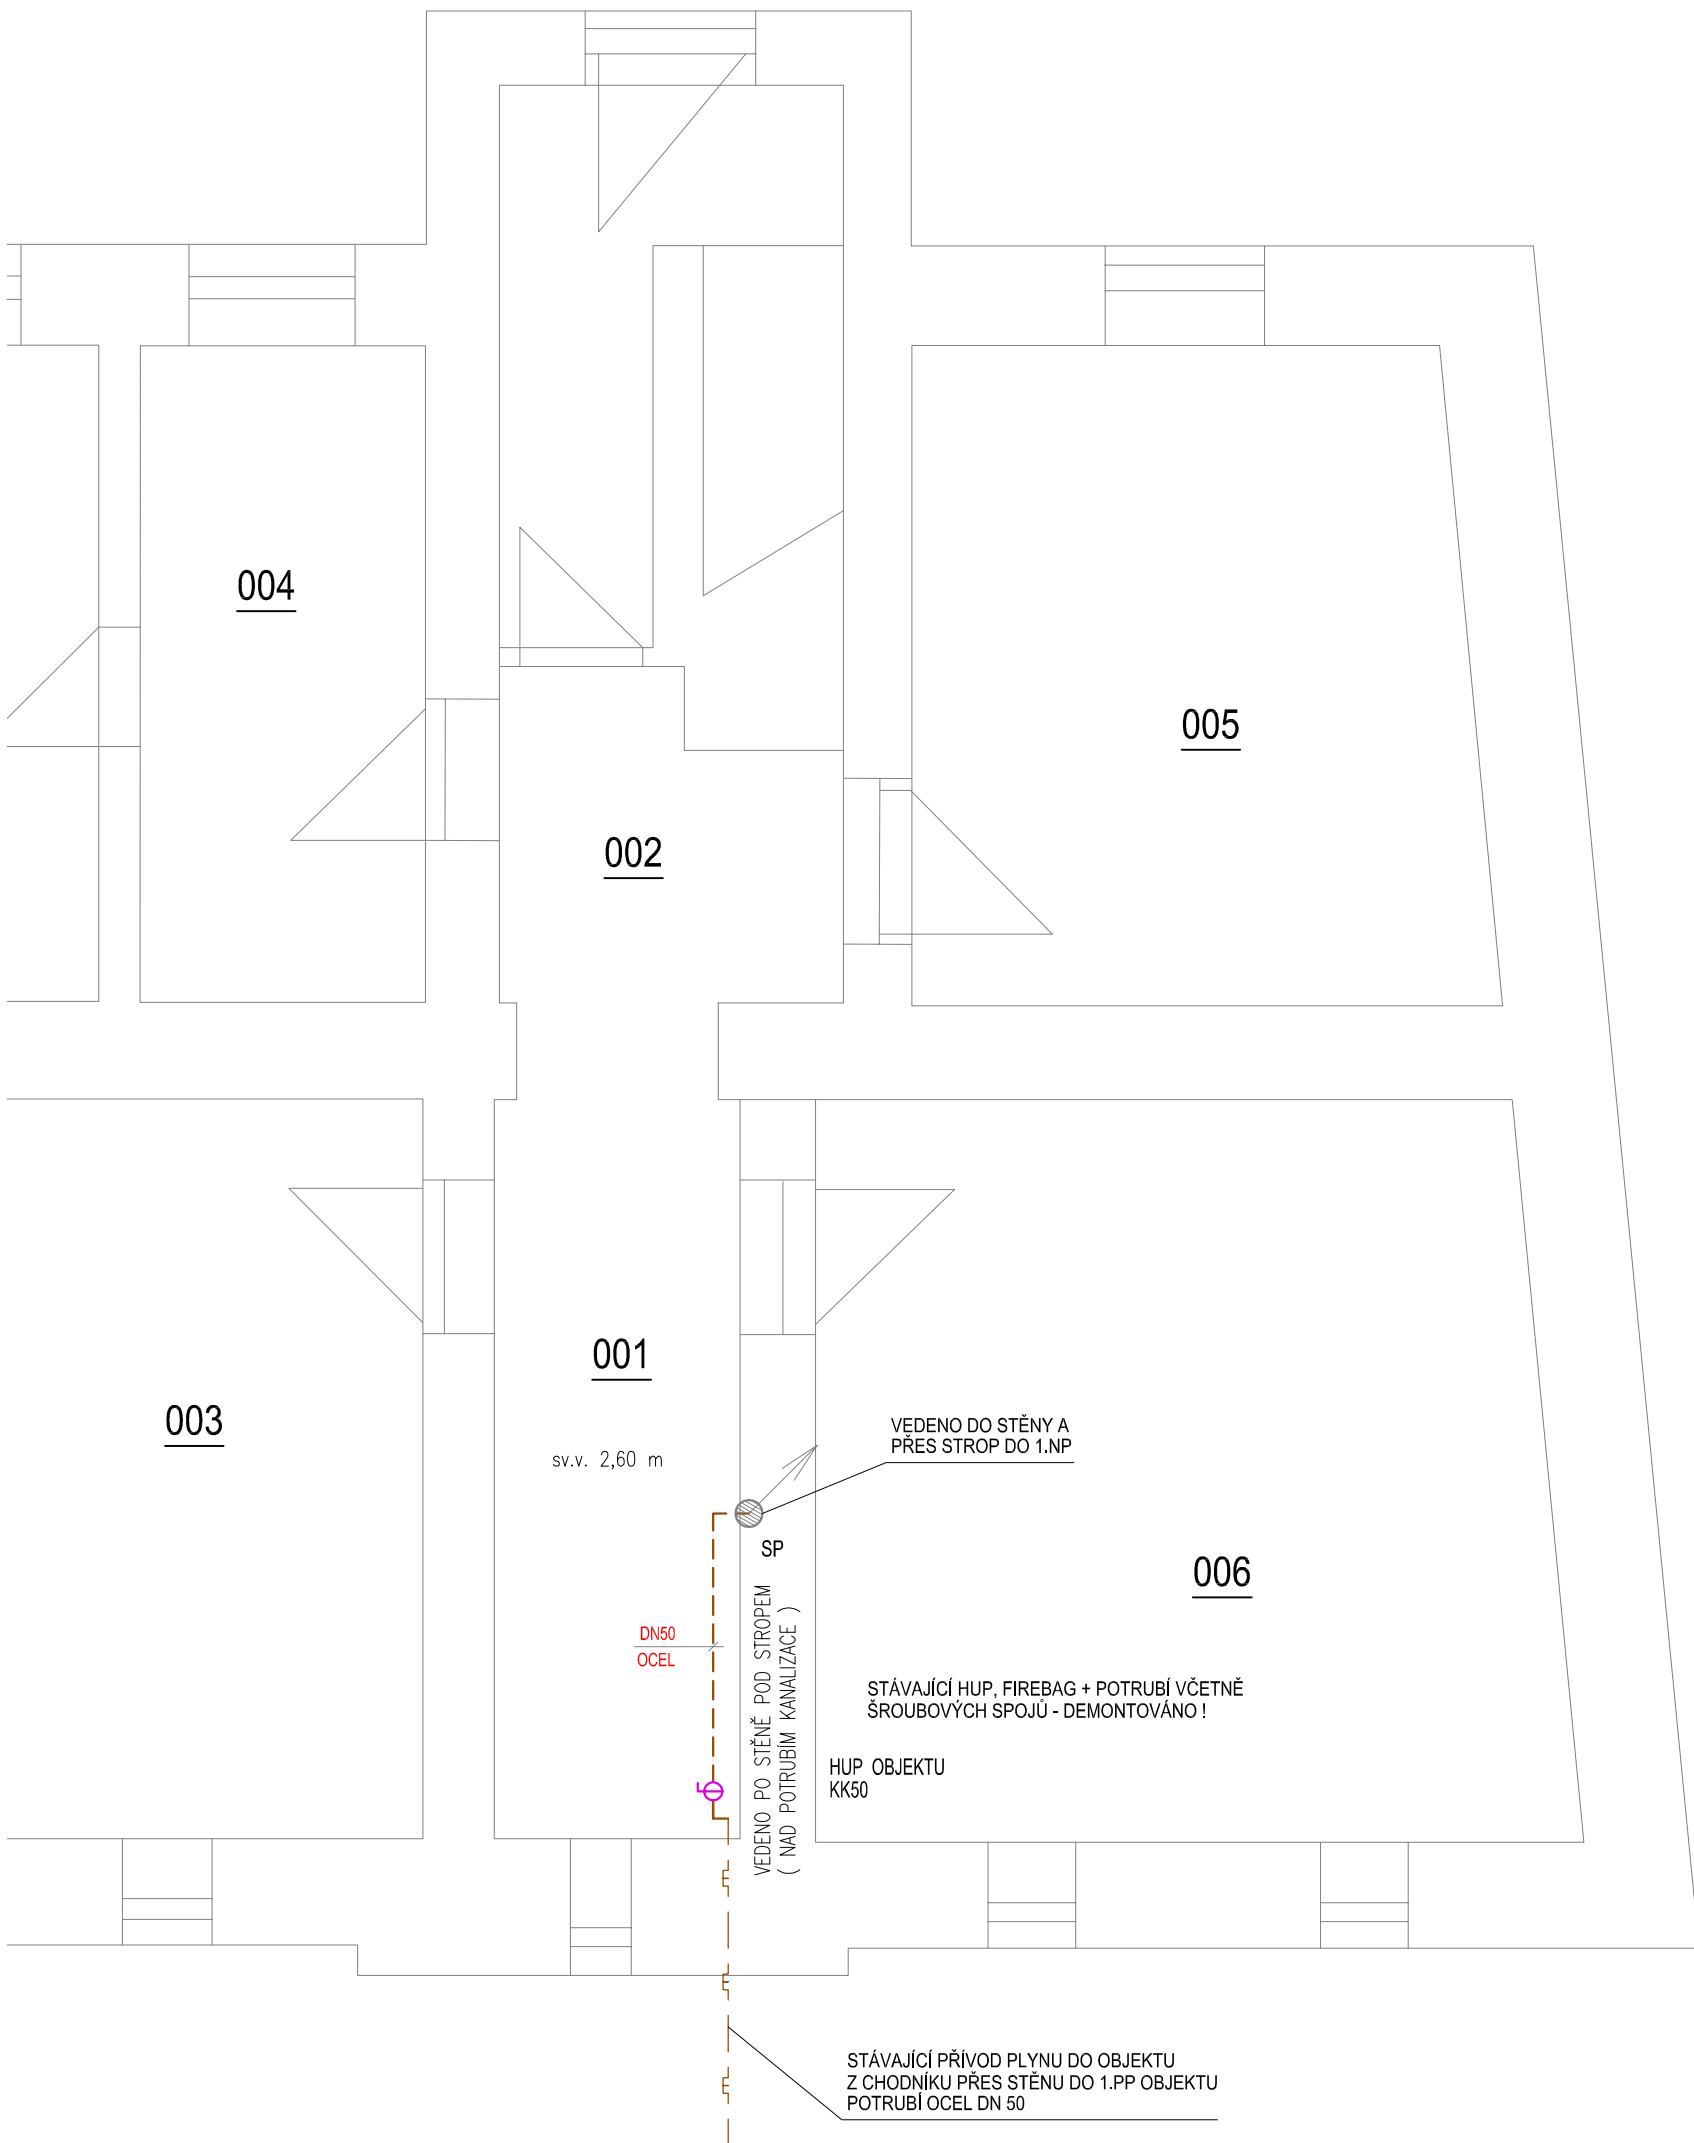 004
005
002
001
003
sv.v. 2,60 m
VEDENO DO STĚNY A
PŘES STROP DO 1.NP
SP
006
DN50
OCEL
VEDENO PO STĚNĚ POD STROPEM
( NAD POTRUBÍM KANALIZACE )
STÁVAJÍCÍ HUP, FIREBAG + POTRUBÍ VČETNĚ
ŠROUBOVÝCH SPOJŮ - DEMONTOVÁNO !
HUP OBJEKTU
KK50
STÁVAJÍCÍ PŘÍVOD PLYNU DO OBJEKTU
Z CHODNÍKU PŘES STĚNU DO 1.PP OBJEKTU
POTRUBÍ OCEL DN 50